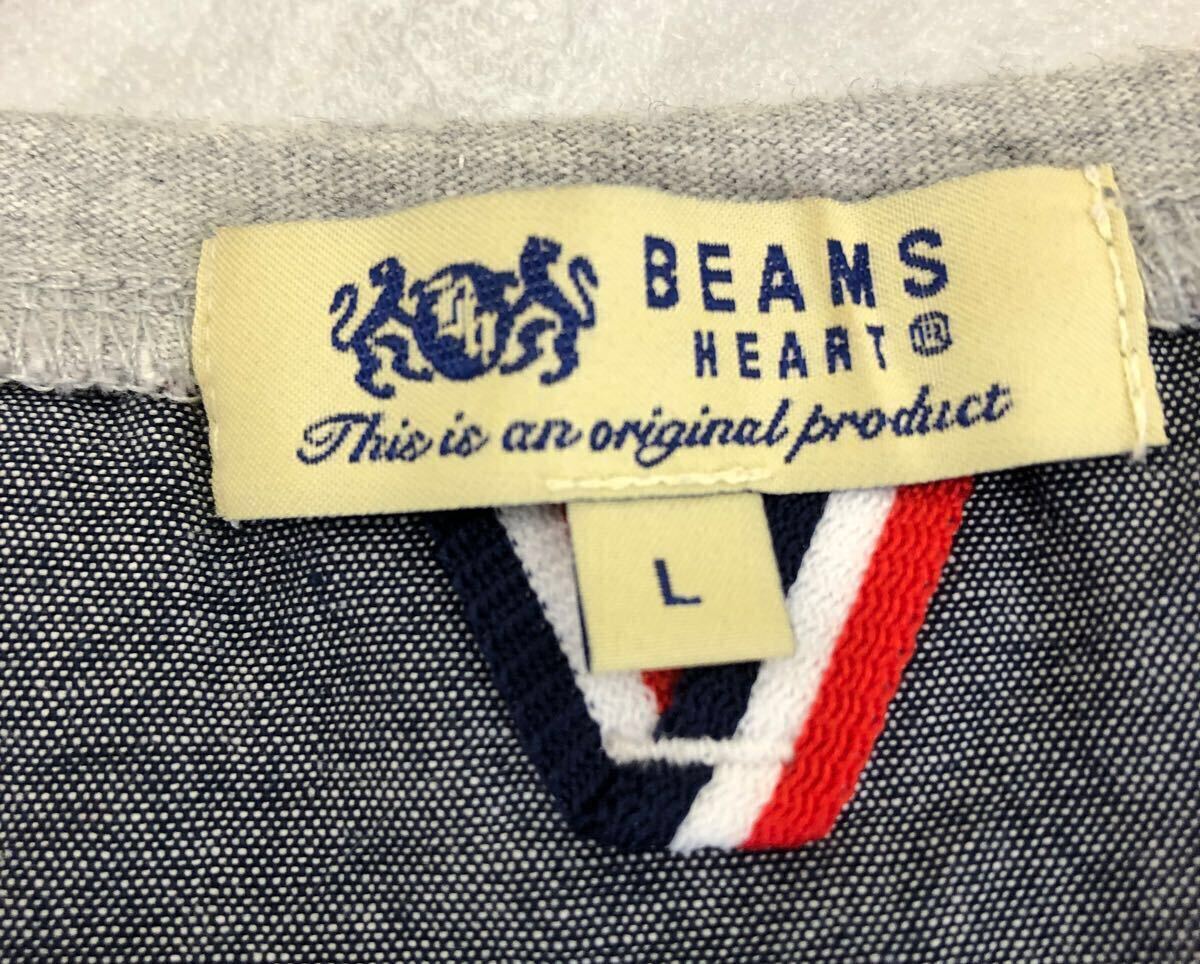 BEAMS
HEART
This is an original product
L